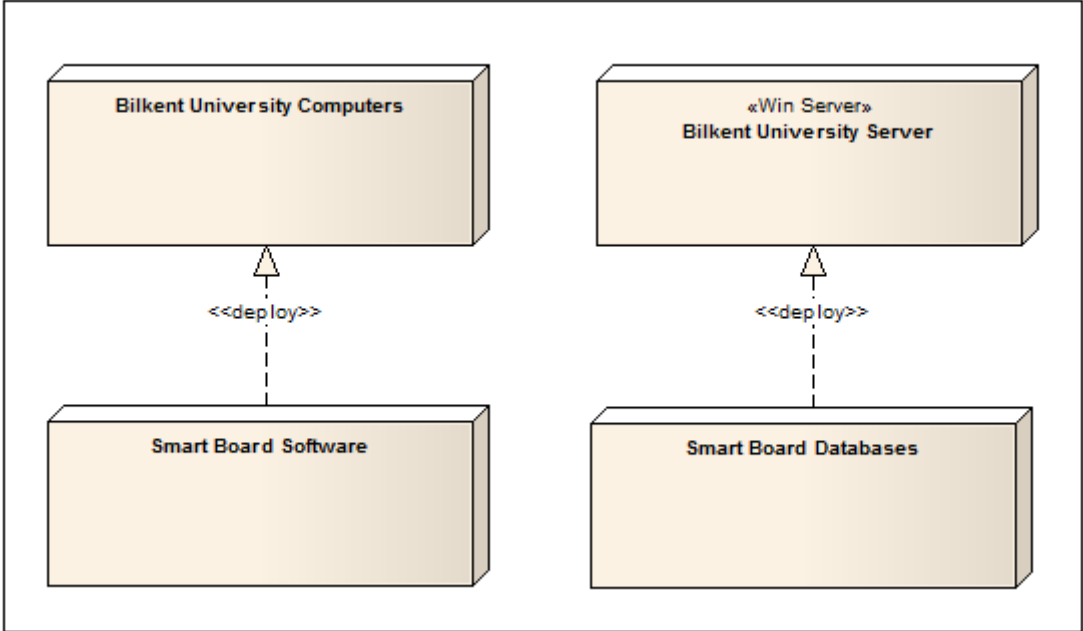 Bilkent University Computers
«Win Server»
Bilkent University Server
<<deploy>>
<<deploy>>
Smart Board Software
Smart Board Databases